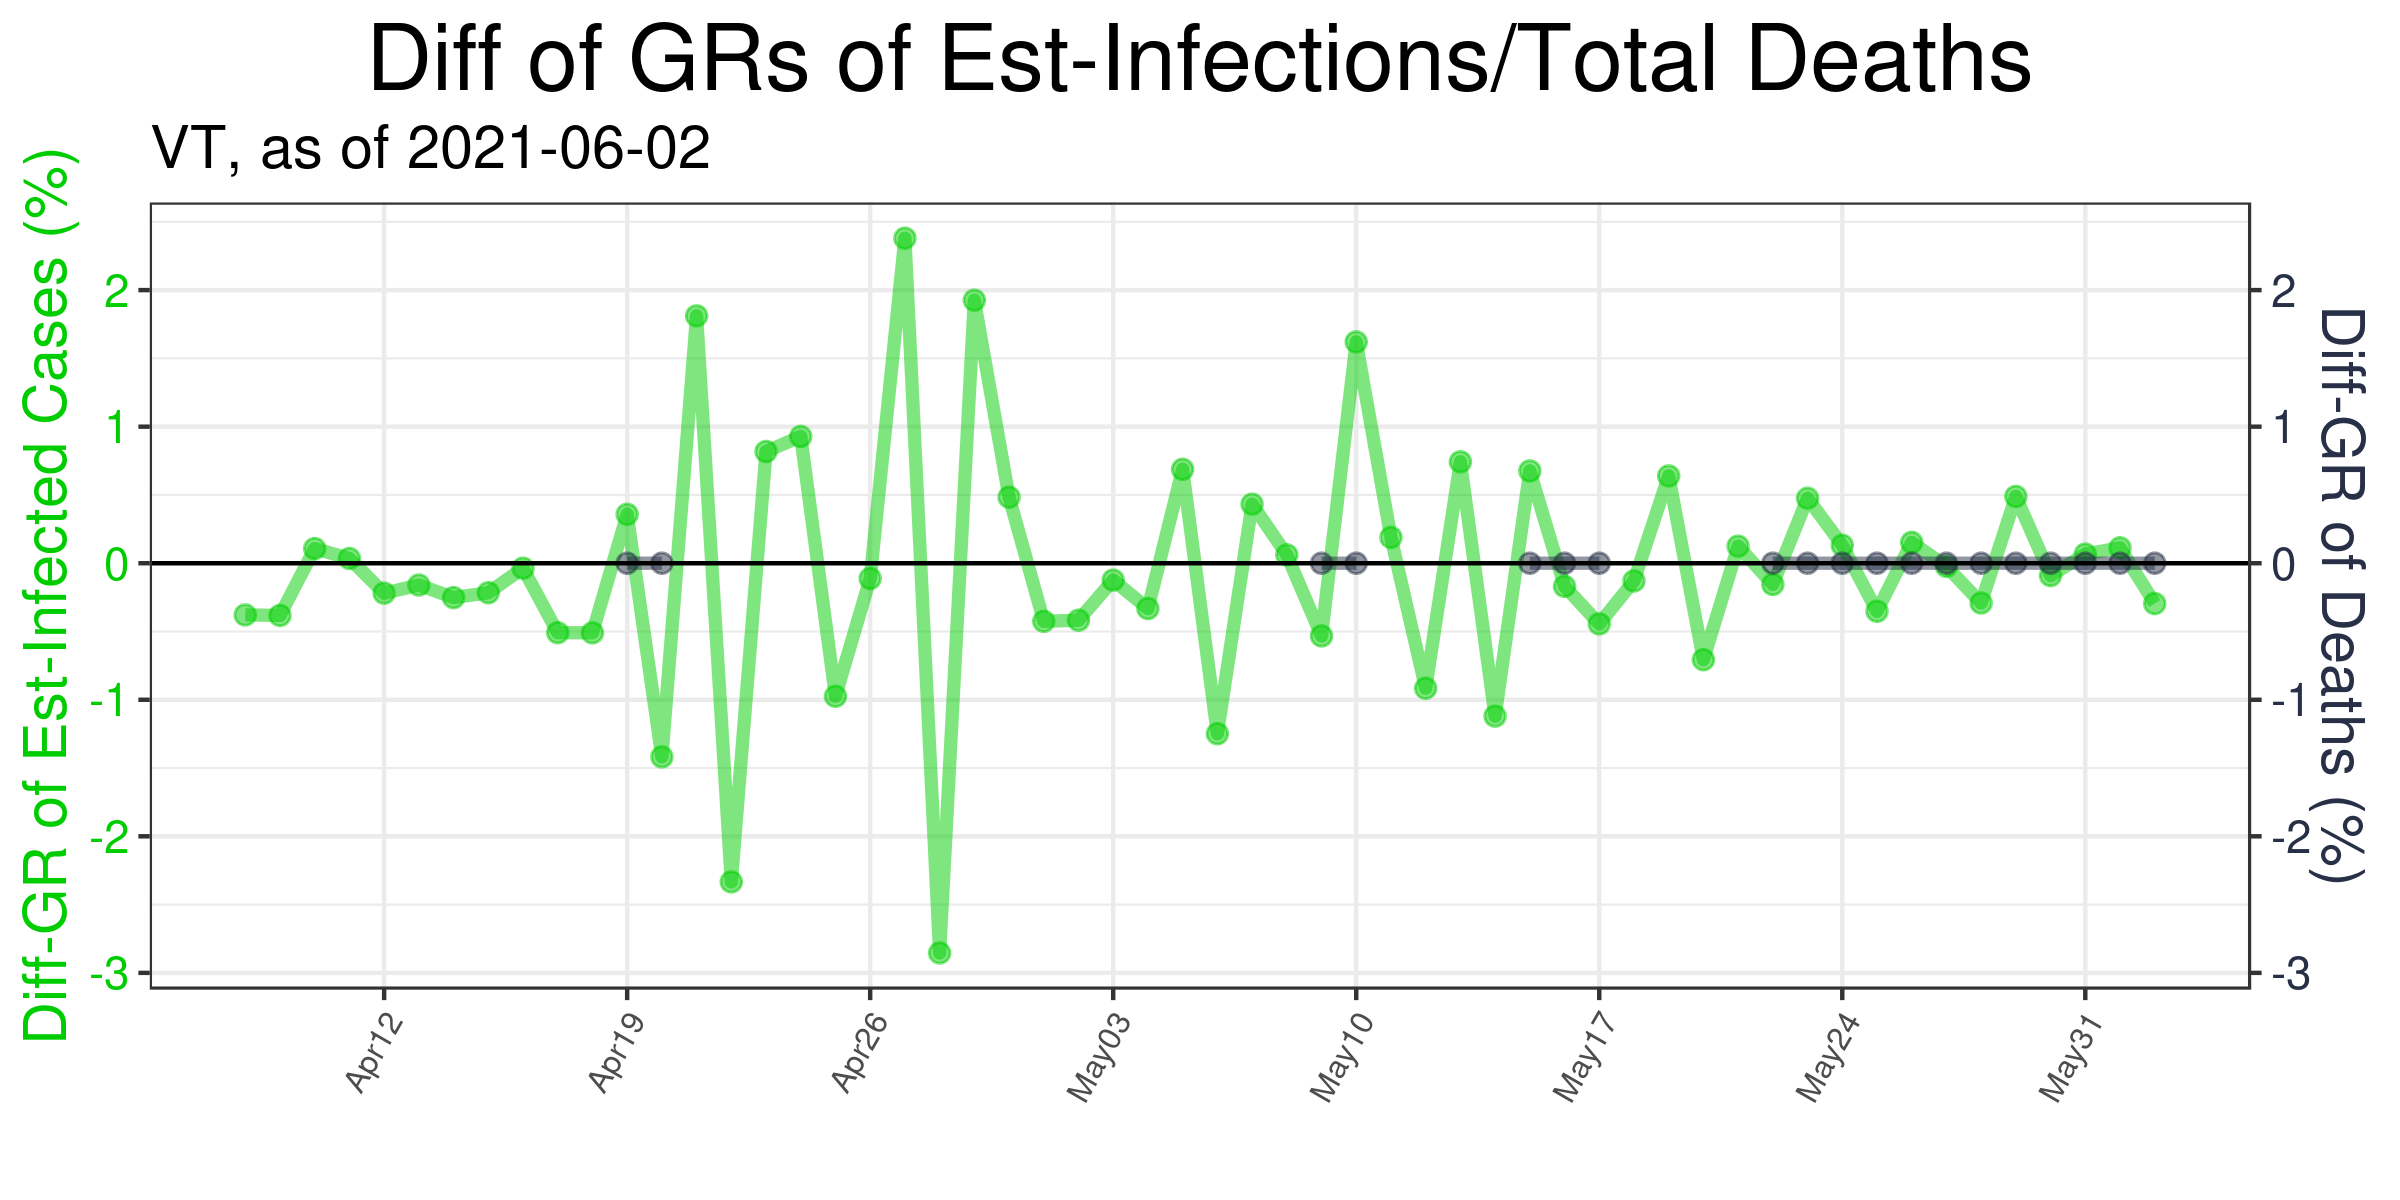 Diff of GRs of Est-Infections/Total Deaths
VT, as of 2021-06-02
Diff-GR of Est-Infected Cases (%)
2
1
0
-1
-2
-3
2
1
0
-1
-2
-3
Diff-GR of Deaths (%)
Apr12
Apr19
Apr26
May03
May10
May17
May24
May31